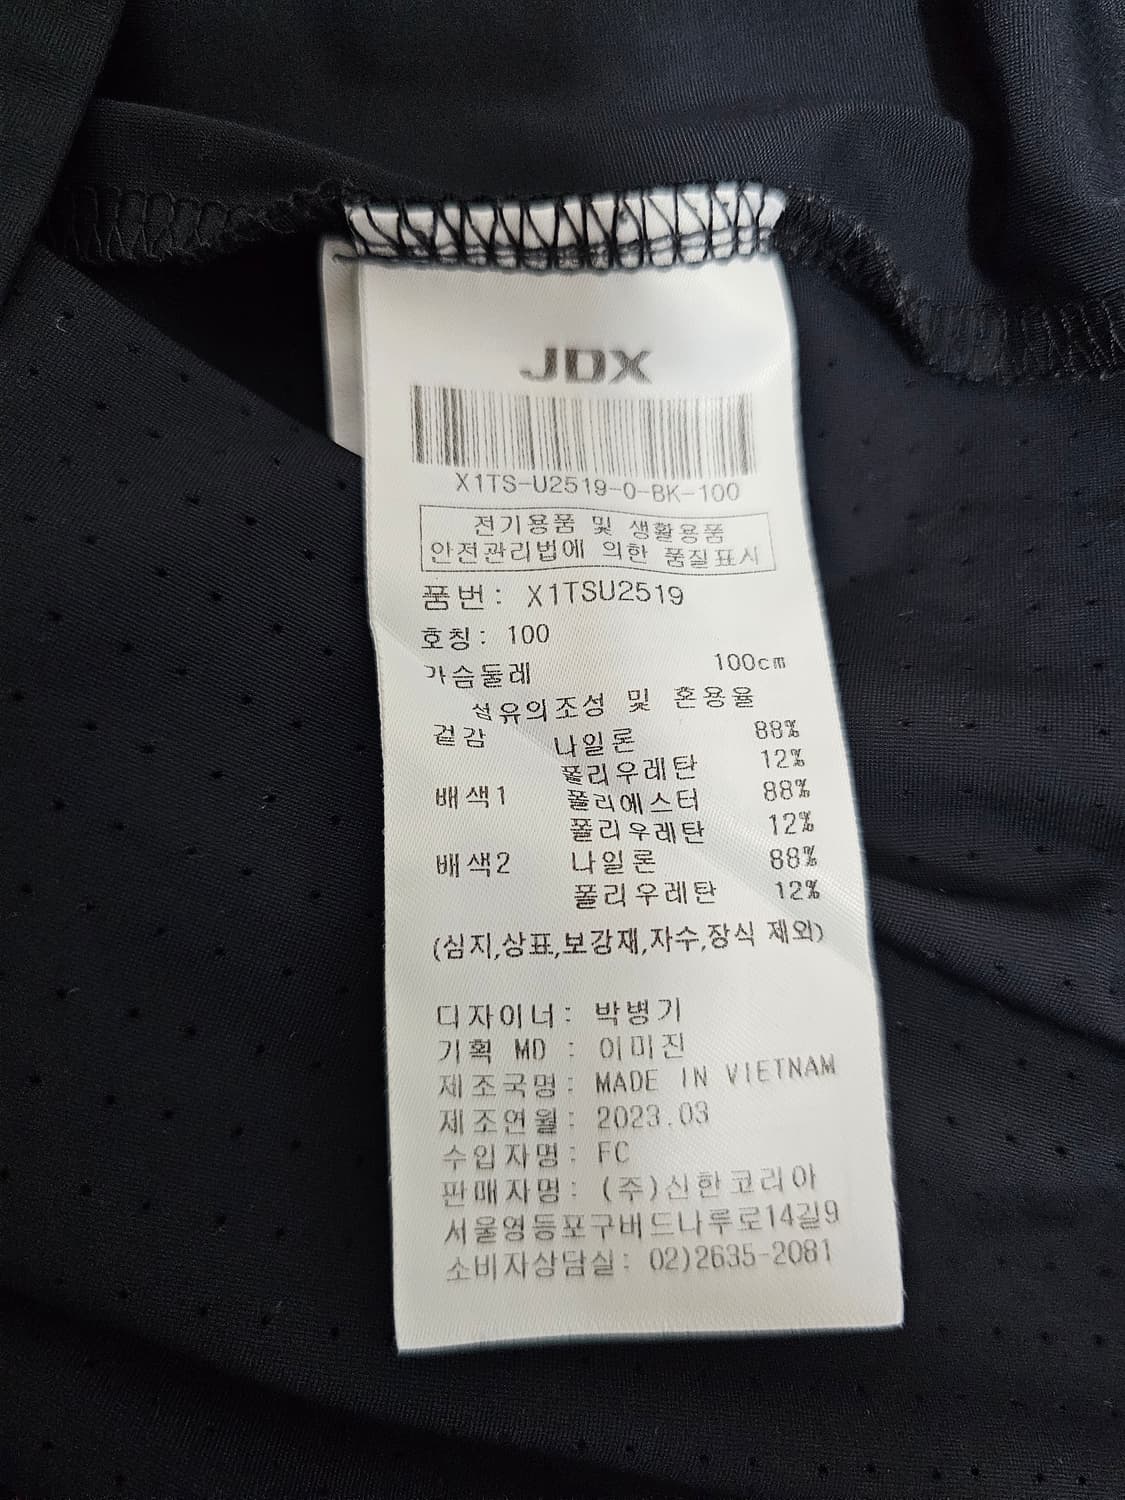 JDX
X1TS-U2519-0-BK-100
전기용품 및 생활용품
안전관리법에 의한 품질표시
품번: X1TSU2519
호칭: 100
가슴둘레 100cm
섬유의조성 및 혼용율
겉감 나일론 88%
폴리우레탄 12%
배색1 폴리에스터 88%
폴리우레탄 12%
배색2 나일론 88%
폴리우레탄 12%
(심지,상표,보강재,자수,장식 제외)
디자이너: 박병기
기획 MD : 이미진
제조국명: MADE IN VIETNAM
제조연월: 2023.03
수입자명: FC
판매자명: (주)신한코리아
서울영등포구버드나루로14길9
소비자상담실: 02)2635-2081